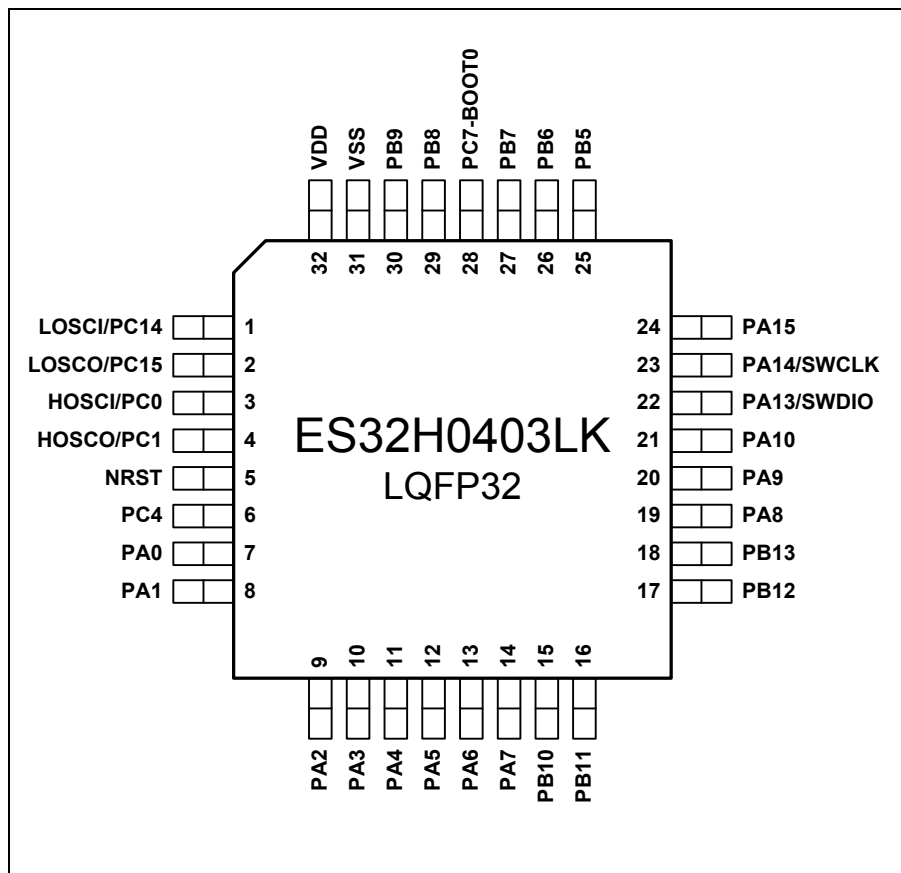 VDD
VSS
PB9
PB8
PC7-BOOT0
PB7
PB6
PB5
32
31
30
29
28
27
26
25
LOSCI/PC14 1
LOSCO/PC15 2
HOSCI/PC0 3
HOSCO/PC1 4
NRST 5
PC4 6
PA0 7
PA1 8
ES32H0403LK
LQFP32
24 PA15
23 PA14/SWCLK
22 PA13/SWDIO
21 PA10
20 PA9
19 PA8
18 PB13
17 PB12
9
10
11
12
13
14
15
16
PA2
PA3
PA4
PA5
PA6
PA7
PB10
PB11